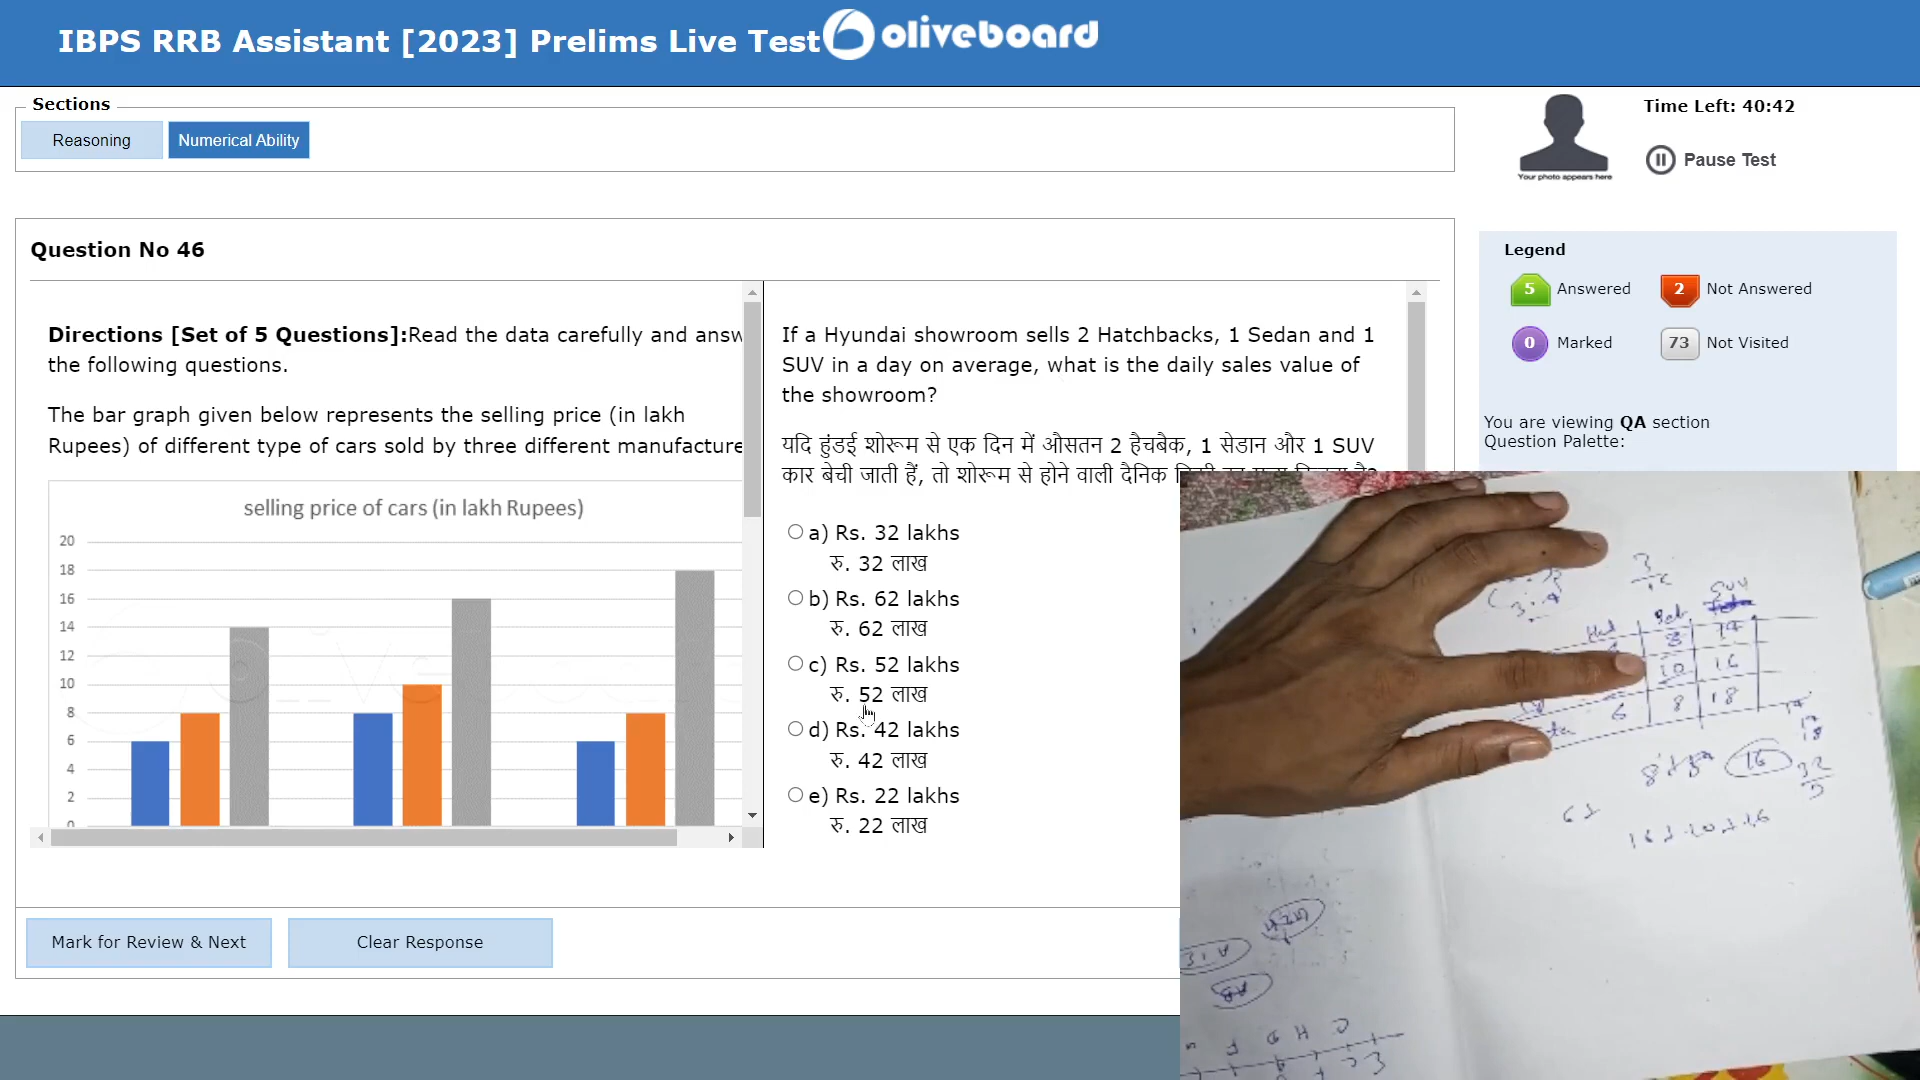 IBPS RRB Assistant [2023] Prelims Live Test oliveboard
Sections
Reasoning
Numerical Ability
Your photo appears here
Time Left: 40:42
Pause Test
Question No 46
Directions [Set of 5 Questions]:Read the data carefully and answ
the following questions.
The bar graph given below represents the selling price (in lakh
Rupees) of different type of cars sold by three different manufacture
selling price of cars (in lakh Rupees)
20
18
16
14
12
10
8
6
4
2
0
If a Hyundai showroom sells 2 Hatchbacks, 1 Sedan and 1
SUV in a day on average, what is the daily sales value of
the showroom?
यदि हुंडई शोरूम से एक दिन में औसतन 2 हैचबैक, 1 सेडान और 1 SUV
कार बेची जाती हैं, तो शोरूम से होने वाली दैनिक
a) Rs. 32 lakhs
रु. 32 लाख
b) Rs. 62 lakhs
रु. 62 लाख
c) Rs. 52 lakhs
रु. 52 लाख
d) Rs. 42 lakhs
रु. 42 लाख
e) Rs. 22 lakhs
रु. 22 लाख
Mark for Review & Next
Clear Response
Legend
5 Answered
2 Not Answered
0 Marked
73 Not Visited
You are viewing QA section
Question Palette:
SUV
8
10 16
6 8 18
16
32